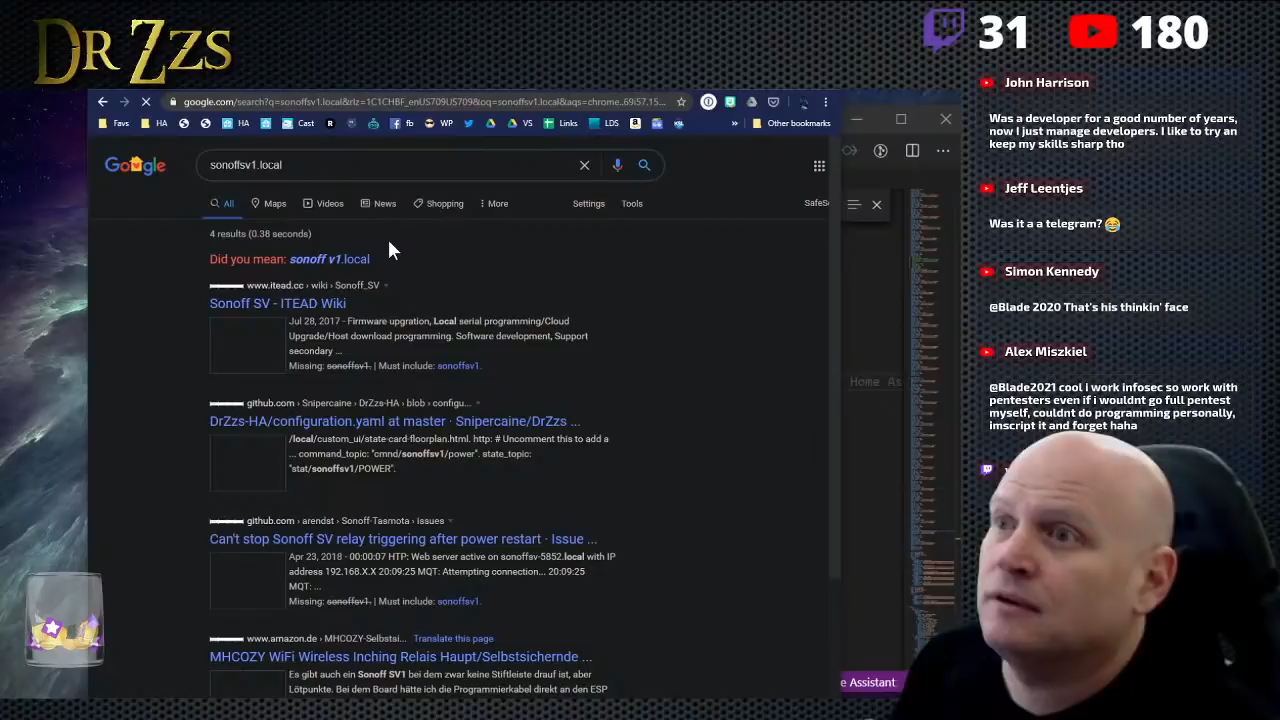 DR ZZS
31
180
google.com/search?q=sonoffsv1.local&rlz=1C1CHBF_enUS709US709&oq=sonoffsv1.local&aqs=chrome..69i57.15...
Favs
HA
HA
Cast
fb
WP
VS
Links
LDS
»
Other bookmarks
Google
sonoffsv1.local
All
Maps
Videos
News
Shopping
More
Settings
Tools
SafeS
4 results (0.38 seconds)
Did you mean: sonoff v1.local
www.itead.cc › wiki › Sonoff_SV
Sonoff SV - ITEAD Wiki
Jul 28, 2017 - Firmware upgration, Local serial programming/Cloud
Upgrade/Host download programming. Software development, Support
secondary ...
Missing: sonoffsv1. | Must include: sonoffsv1.
github.com › Snipercaine › DrZzs-HA › blob › configu...
DrZzs-HA/configuration.yaml at master · Snipercaine/DrZzs ...
/local/custom_ui/state-card-floorplan.html. http: # Uncomment this to add a
... command_topic: "cmnd/sonoffsv1/power". state_topic:
"stat/sonoffsv1/POWER".
github.com › arendst › Sonoff-Tasmota › Issues
Can't stop Sonoff SV relay triggering after power restart · Issue ...
Apr 23, 2018 - 00:00:07 HTP: Web server active on sonoffsv-5852.local with IP
address 192.168.X.X 20:09:25 MQT: Attempting connection... 20:09:25
MQT: ...
Missing: sonoffsv1. | Must include: sonoffsv1.
www.amazon.de › MHCOZY-Selbstsi... Translate this page
MHCOZY WiFi Wireless Inching Relais Haupt/Selbstsichernde ...
Es gibt auch ein Sonoff SV1 bei dem zwar keine Stiftleiste drauf ist, aber
Lötpunkte. Bei dem Board hätte ich die Programmierkabel direkt an den ESP
Home As
e Assistant
John Harrison
Was a developer for a good number of years,
now I just manage developers. I like to try an
keep my skills sharp tho
Jeff Leentjes
Was it a a telegram? 😂
Simon Kennedy
@Blade 2020 That's his thinkin' face
Alex Miszkiel
@Blade2021 cool i work infosec so work with
pentesters even if i wouldnt go full pentest
myself, couldnt do programming personally,
imscript it and forget haha